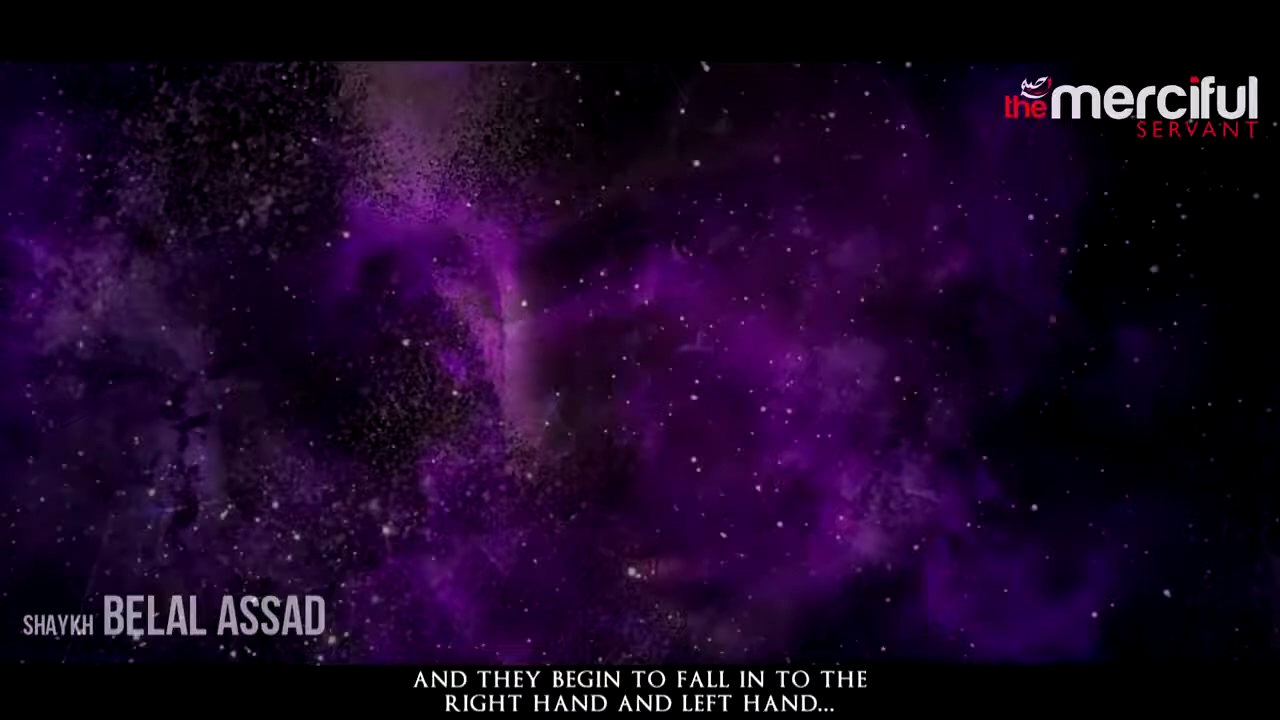 the merciful
SERVANT
SHAYKH BELAL ASSAD
AND THEY BEGIN TO FALL IN TO THE
RIGHT HAND AND LEFT HAND...